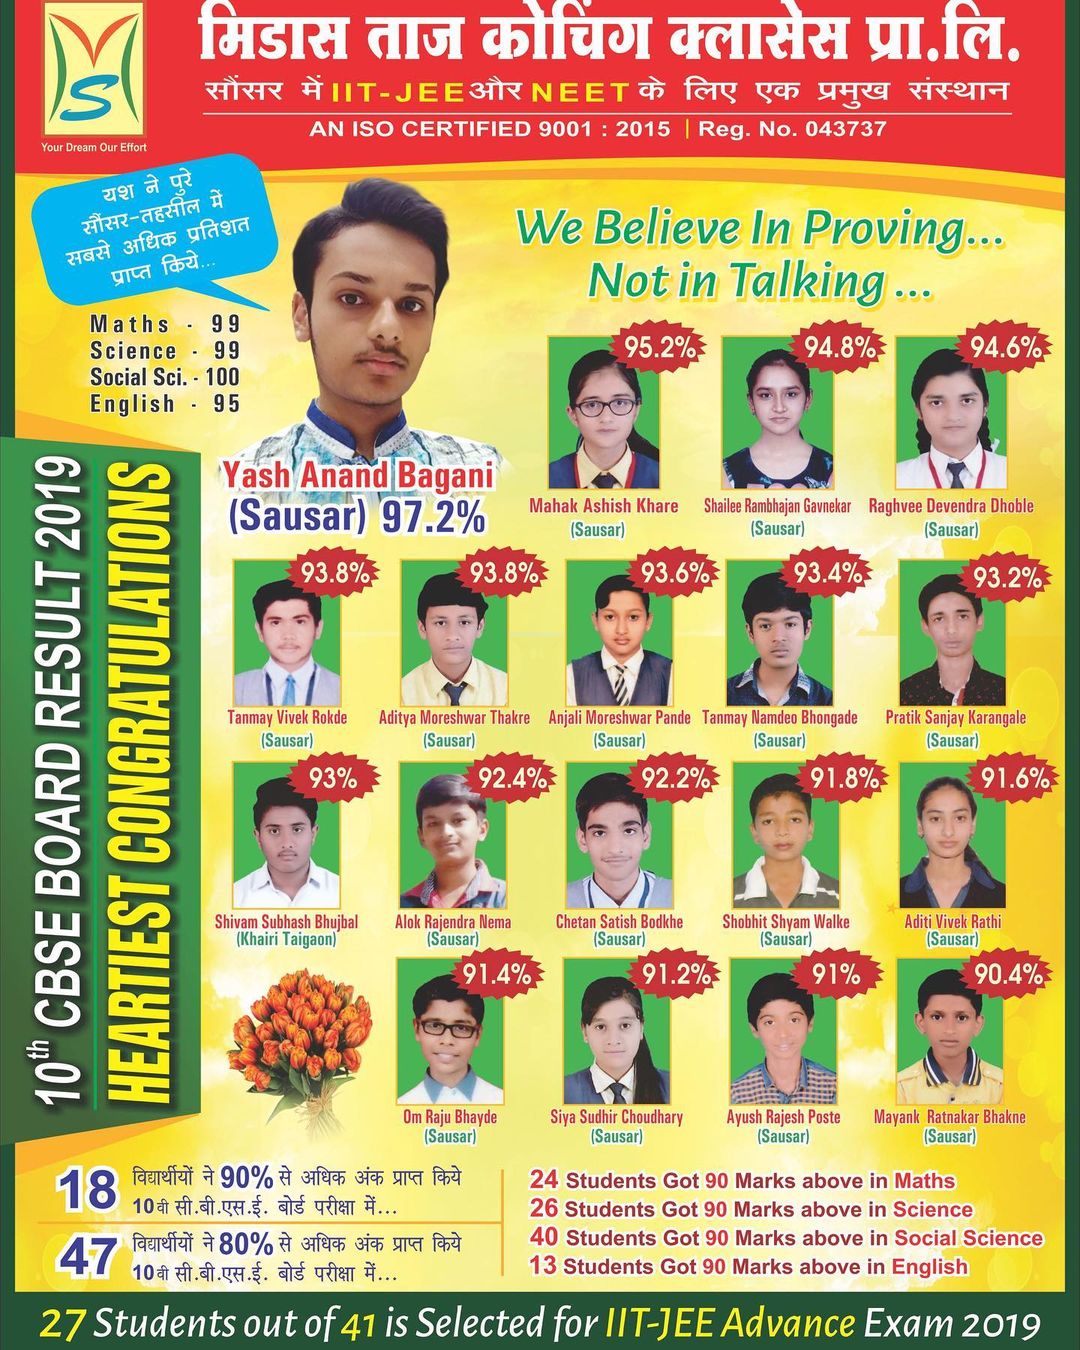 मिडास ताज कोचिंग क्लासेस प्रा.लि.
सौंसर में IIT-JEE और NEET के लिए एक प्रमुख संस्थान
AN ISO CERTIFIED 9001 : 2015 | Reg. No. 043737
S
Your Dream Our Effort
यश ने पुरे
सौंसर-तहसील में
सबसे अधिक प्रतिशत
प्राप्त किये...
Maths - 99
Science - 99
Social Sci. - 100
English - 95
We Believe In Proving...
Not in Talking ...
Yash Anand Bagani
(Sausar) 97.2%
95.2%
Mahak Ashish Khare
(Sausar)
94.8%
Shailee Rambhajan Gavnekar
(Sausar)
94.6%
Raghvee Devendra Dhoble
(Sausar)
10th CBSE BOARD RESULT 2019
HEARTIEST CONGRATULATIONS
93.8%
Tanmay Vivek Rokde
(Sausar)
93.8%
Aditya Moreshwar Thakre
(Sausar)
93.6%
Anjali Moreshwar Pande
(Sausar)
93.4%
Tanmay Namdeo Bhongade
(Sausar)
93.2%
Pratik Sanjay Karangale
(Sausar)
93%
Shivam Subhash Bhujbal
(Khairi Taigaon)
92.4%
Alok Rajendra Nema
(Sausar)
92.2%
Chetan Satish Bodkhe
(Sausar)
91.8%
Shobhit Shyam Walke
(Sausar)
91.6%
Aditi Vivek Rathi
(Sausar)
91.4%
Om Raju Bhayde
(Sausar)
91.2%
Siya Sudhir Choudhary
(Sausar)
91%
Ayush Rajesh Poste
(Sausar)
90.4%
Mayank Ratnakar Bhakne
(Sausar)
18 विद्यार्थीयों ने 90% से अधिक अंक प्राप्त किये
10वी सी.बी.एस.ई. बोर्ड परीक्षा में...
47 विद्यार्थीयों ने 80% से अधिक अंक प्राप्त किये
10वी सी.बी.एस.ई. बोर्ड परीक्षा में...
24 Students Got 90 Marks above in Maths
26 Students Got 90 Marks above in Science
40 Students Got 90 Marks above in Social Science
13 Students Got 90 Marks above in English
27 Students out of 41 is Selected for IIT-JEE Advance Exam 2019